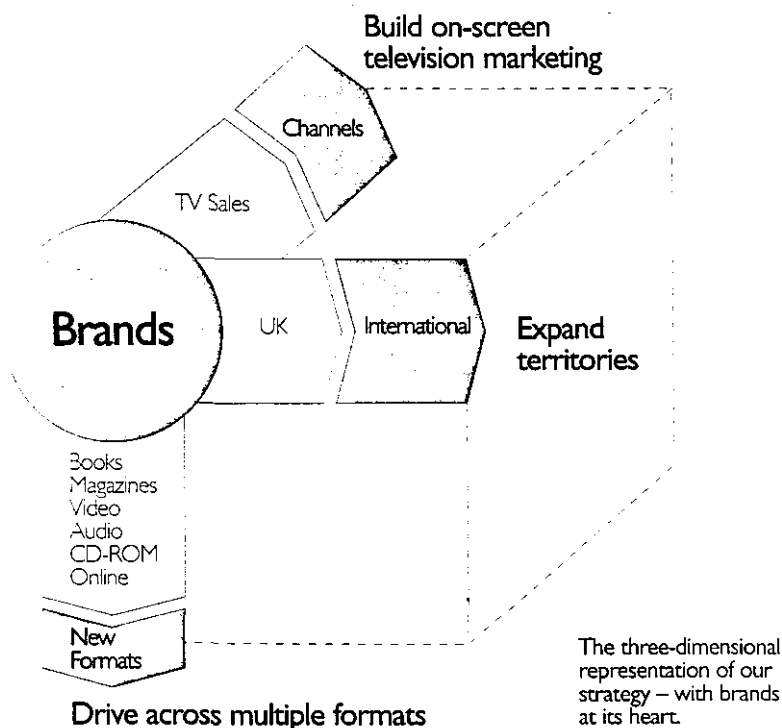 Build on-screen
television marketing
Channels
TV Sales
Brands
UK
International
Expand
territories
Books
Magazines
Video
Audio
CD-ROM
Online
New
Formats
Drive across multiple formats
The three-dimensional
representation of our
strategy – with brands
at its heart.